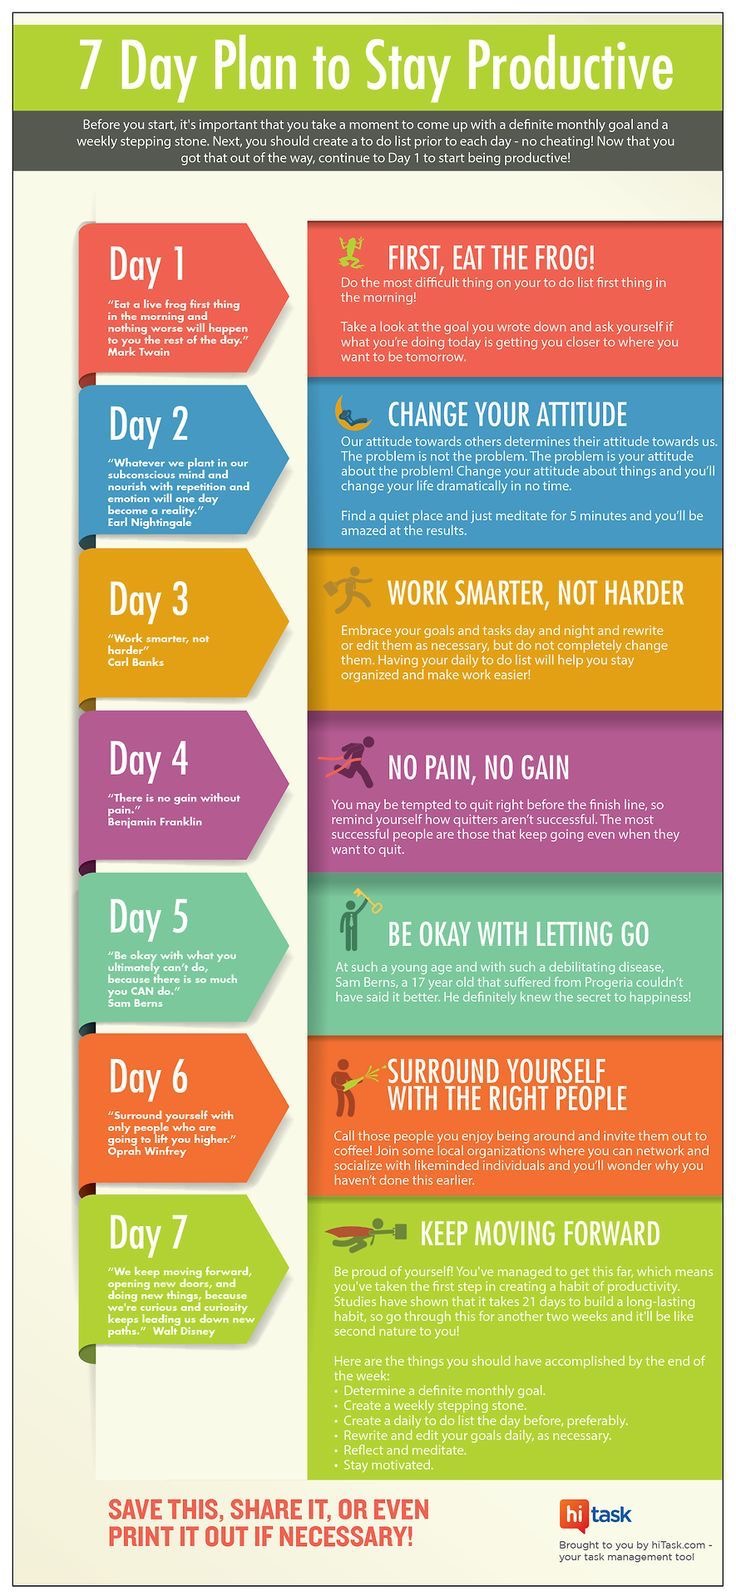 7 Day Plan to Stay Productive
Before you start, it's important that you take a moment to come up with a definite monthly goal and a
weekly stepping stone. Next, you should create a to do list prior to each day - no cheating! Now that you
got that out of the way, continue to Day 1 to start being productive!
Day 1
“Eat a live frog first thing
in the morning and
nothing worse will happen
to you the rest of the day.”
Mark Twain
FIRST, EAT THE FROG!
Do the most difficult thing on your to do list first thing in
the morning!
Take a look at the goal you wrote down and ask yourself if
what you’re doing today is getting you closer to where you
want to be tomorrow.
Day 2
“Whatever we plant in our
subconscious mind and
nourish with repetition and
emotion will one day
become a reality.”
Earl Nightingale
CHANGE YOUR ATTITUDE
Our attitude towards others determines their attitude towards us.
The problem is not the problem. The problem is your attitude
about the problem! Change your attitude about things and you’ll
change your life dramatically in no time.
Find a quiet place and just meditate for 5 minutes and you’ll be
amazed at the results.
Day 3
“Work smarter, not
harder”
Carl Banks
WORK SMARTER, NOT HARDER
Embrace your goals and tasks day and night and rewrite
or edit them as necessary, but do not completely change
them. Having your daily to do list will help you stay
organized and make work easier!
Day 4
“There is no gain without
pain.”
Benjamin Franklin
NO PAIN, NO GAIN
You may be tempted to quit right before the finish line, so
remind yourself how quitters aren’t successful. The most
successful people are those that keep going even when they
want to quit.
Day 5
“Be okay with what you
ultimately can’t do,
because there is so much
you CAN do.”
Sam Berns
BE OKAY WITH LETTING GO
At such a young age and with such a debilitating disease,
Sam Berns, a 17 year old that suffered from Progeria couldn’t
have said it better. He definitely knew the secret to happiness!
Day 6
“Surround yourself with
only people who are
going to lift you higher.”
Oprah Winfrey
SURROUND YOURSELF
WITH THE RIGHT PEOPLE
Call those people you enjoy being around and invite them out to
coffee! Join some local organizations where you can network and
socialize with likeminded individuals and you’ll wonder why you
haven’t done this earlier.
Day 7
“We keep moving forward,
opening new doors, and
doing new things, because
we're curious and curiosity
keeps leading us down new
paths.” Walt Disney
KEEP MOVING FORWARD
Be proud of yourself! You've managed to get this far, which means
you've taken the first step in creating a habit of productivity.
Studies have shown that it takes 21 days to build a long-lasting
habit, so go through this for another two weeks and it'll be like
second nature to you!
Here are the things you should have accomplished by the end of
the week:
• Determine a definite monthly goal.
• Create a weekly stepping stone.
• Create a daily to do list the day before, preferably.
• Rewrite and edit your goals daily, as necessary.
• Reflect and meditate.
• Stay motivated.
SAVE THIS, SHARE IT, OR EVEN
PRINT IT OUT IF NECESSARY!
hi task
Brought to you by hiTask.com -
your task management tool